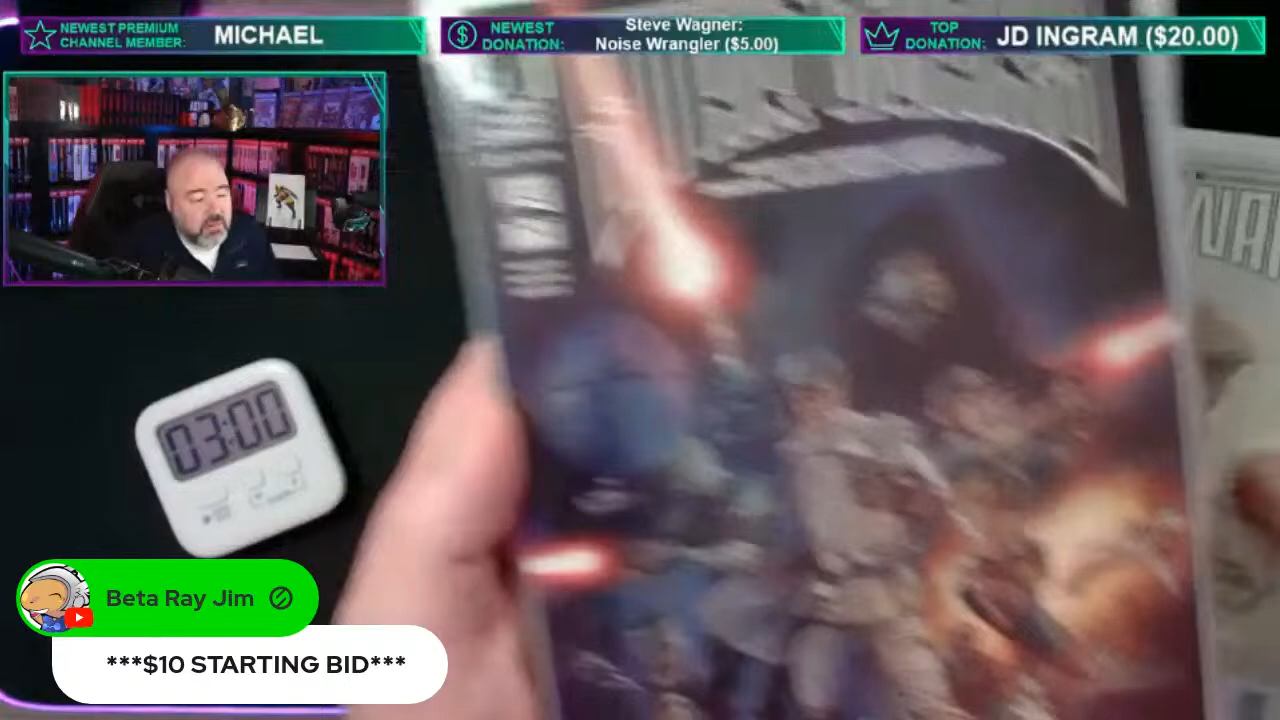 NEWEST PREMIUM
CHANNEL MEMBER:
MICHAEL
NEWEST
DONATION:
Steve Wagner:
Noise Wrangler ($5.00)
TOP
DONATION:
JD INGRAM ($20.00)
03:00
Beta Ray Jim
***$10 STARTING BID***